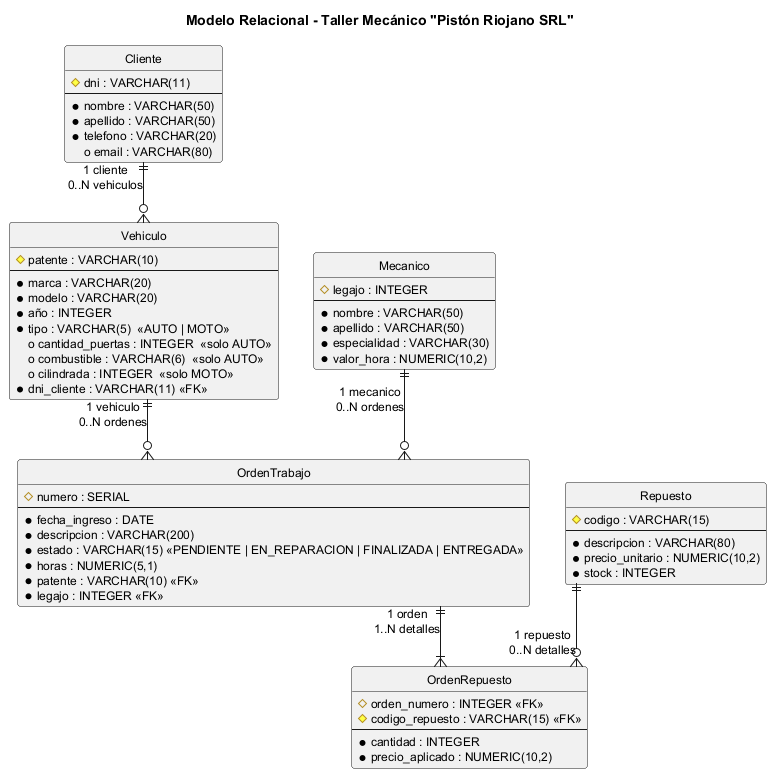 Modelo Relacional - Taller Mecánico "Pistón Riojano SRL"
Cliente
dni : VARCHAR(11)
nombre : VARCHAR(50)
apellido : VARCHAR(50)
telefono : VARCHAR(20)
o email : VARCHAR(80)
1 cliente
0..N vehiculos
Vehiculo
patente : VARCHAR(10)
marca : VARCHAR(20)
modelo : VARCHAR(20)
año : INTEGER
tipo : VARCHAR(5) «AUTO | MOTO»
o cantidad_puertas : INTEGER «solo AUTO»
o combustible : VARCHAR(6) «solo AUTO»
o cilindrada : INTEGER «solo MOTO»
dni_cliente : VARCHAR(11) «FK»
Mecanico
legajo : INTEGER
nombre : VARCHAR(50)
apellido : VARCHAR(50)
especialidad : VARCHAR(30)
valor_hora : NUMERIC(10,2)
1 vehiculo
0..N ordenes
1 mecanico
0..N ordenes
OrdenTrabajo
numero : SERIAL
fecha_ingreso : DATE
descripcion : VARCHAR(200)
estado : VARCHAR(15) «PENDIENTE | EN_REPARACION | FINALIZADA | ENTREGADA»
horas : NUMERIC(5,1)
patente : VARCHAR(10) «FK»
legajo : INTEGER «FK»
Repuesto
codigo : VARCHAR(15)
descripcion : VARCHAR(80)
precio_unitario : NUMERIC(10,2)
stock : INTEGER
1 orden
1..N detalles
1 repuesto
0..N detalles
OrdenRepuesto
orden_numero : INTEGER «FK»
codigo_repuesto : VARCHAR(15) «FK»
cantidad : INTEGER
precio_aplicado : NUMERIC(10,2)